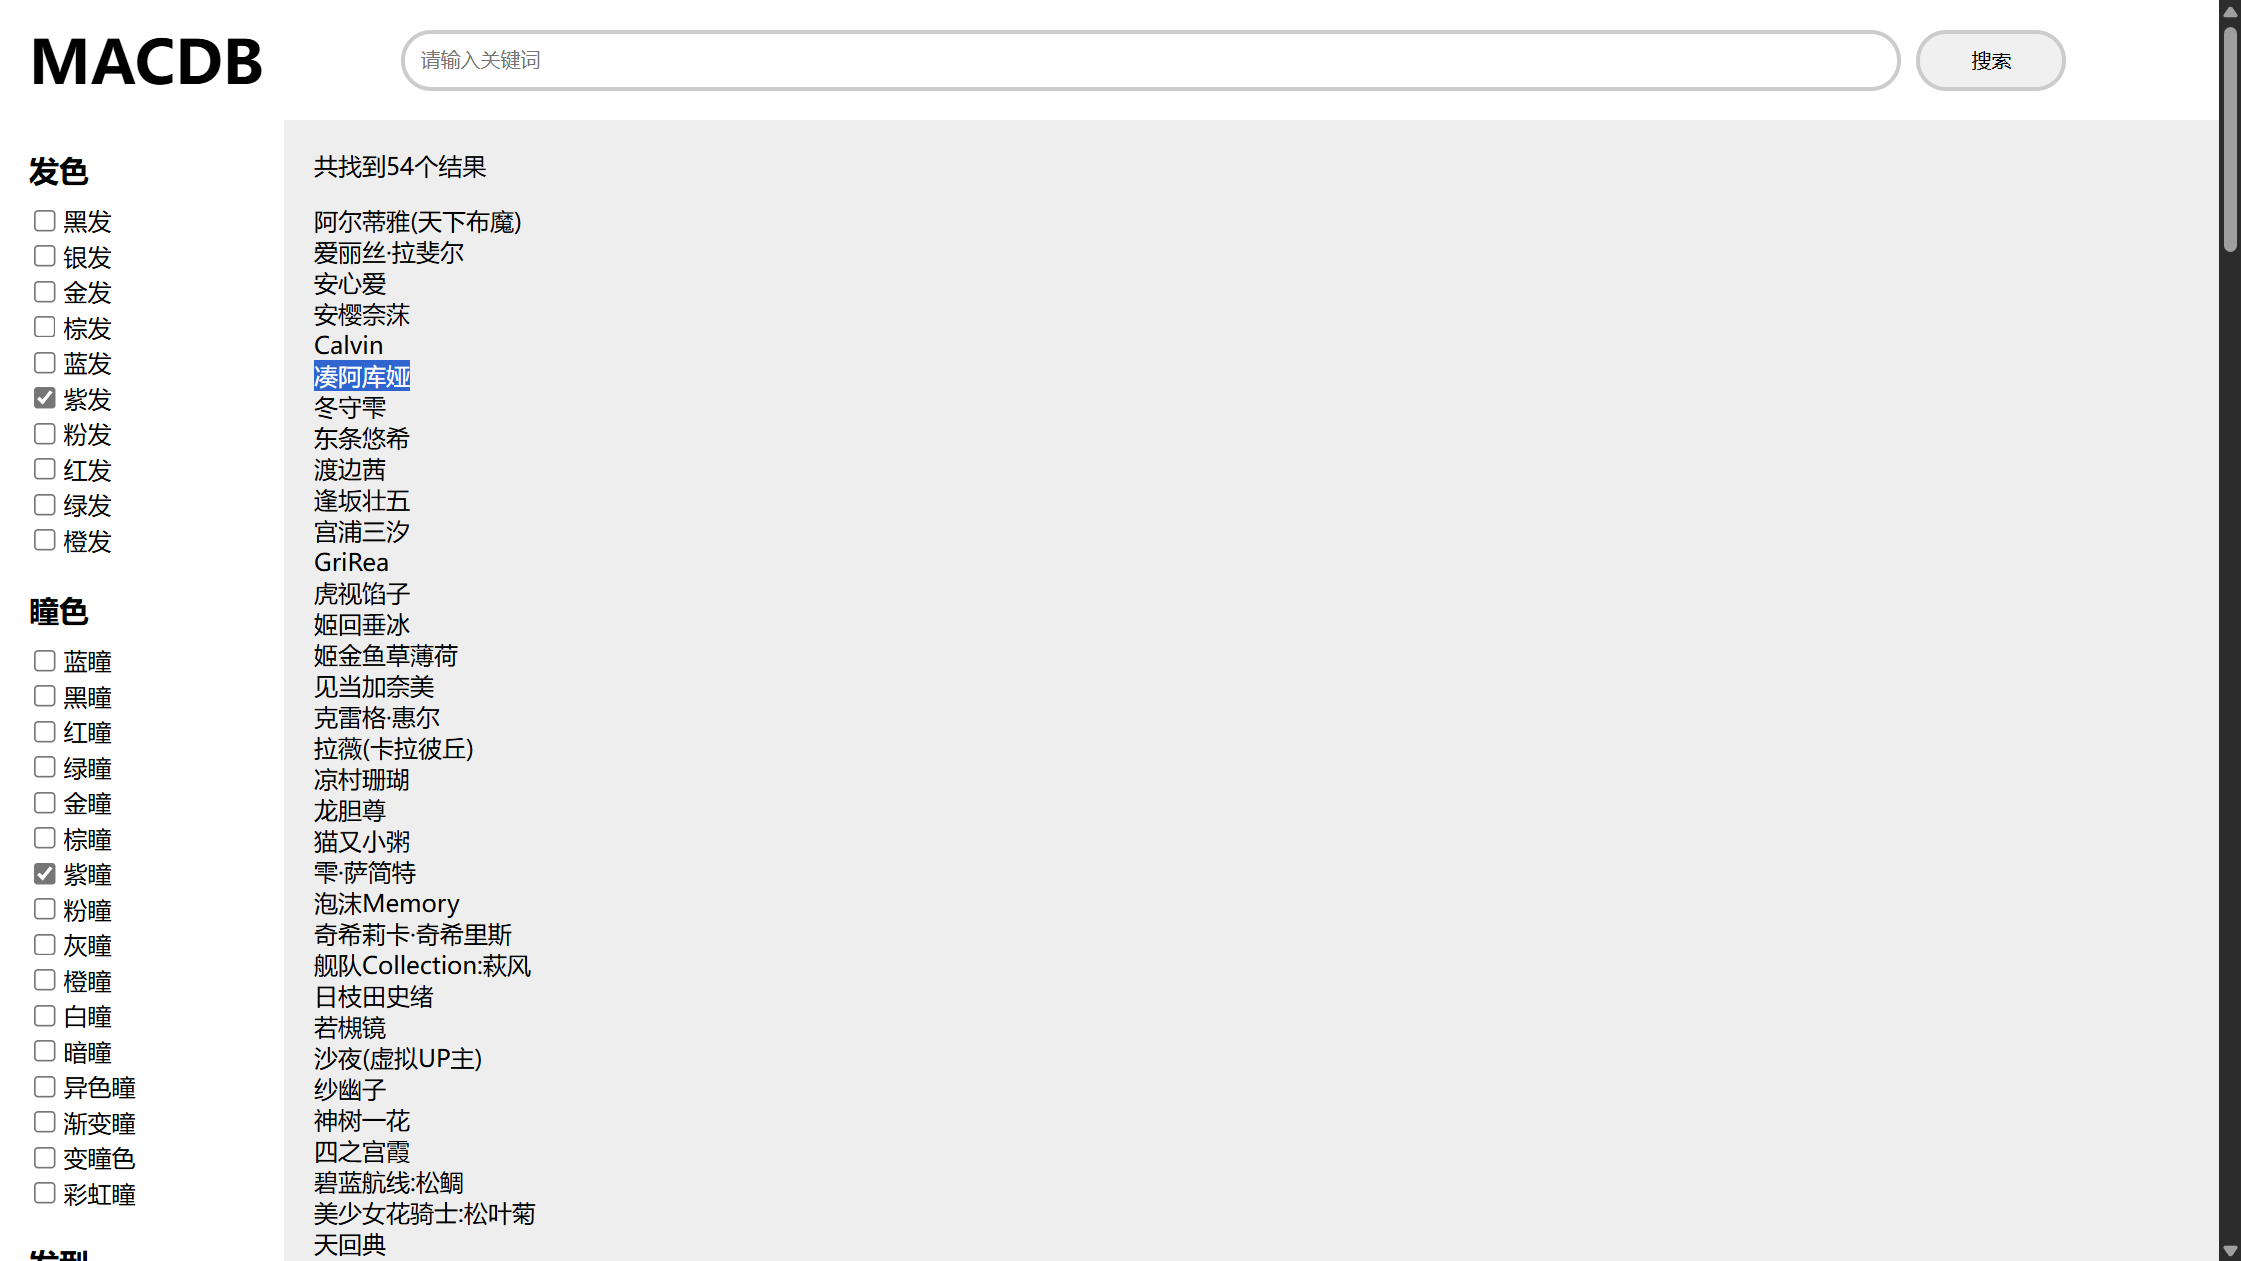 MACDB
请输入关键词
搜索
发色
黑发
银发
金发
棕发
蓝发
紫发
粉发
红发
绿发
橙发
瞳色
蓝瞳
黑瞳
红瞳
绿瞳
金瞳
棕瞳
紫瞳
粉瞳
灰瞳
橙瞳
白瞳
暗瞳
异色瞳
渐变瞳
变瞳色
彩虹瞳
发型
共找到54个结果
阿尔蒂雅(天下布魔)
爱丽丝·拉斐尔
安心爱
安樱奈莯
Calvin
凑阿库娅
冬守雫
东条悠希
渡边茜
逢坂壮五
宫浦三汐
GriRea
虎视馅子
姬回垂冰
姬金鱼草薄荷
见当加奈美
克雷格·惠尔
拉薇(卡拉彼丘)
凉村珊瑚
龙胆尊
猫又小粥
雫·萨简特
泡沫Memory
奇希莉卡·奇希里斯
舰队Collection:萩风
日枝田史绪
若槻镜
沙夜(虚拟UP主)
纱幽子
神树一花
四之宫霞
碧蓝航线:松鲷
美少女花骑士:松叶菊
天回典